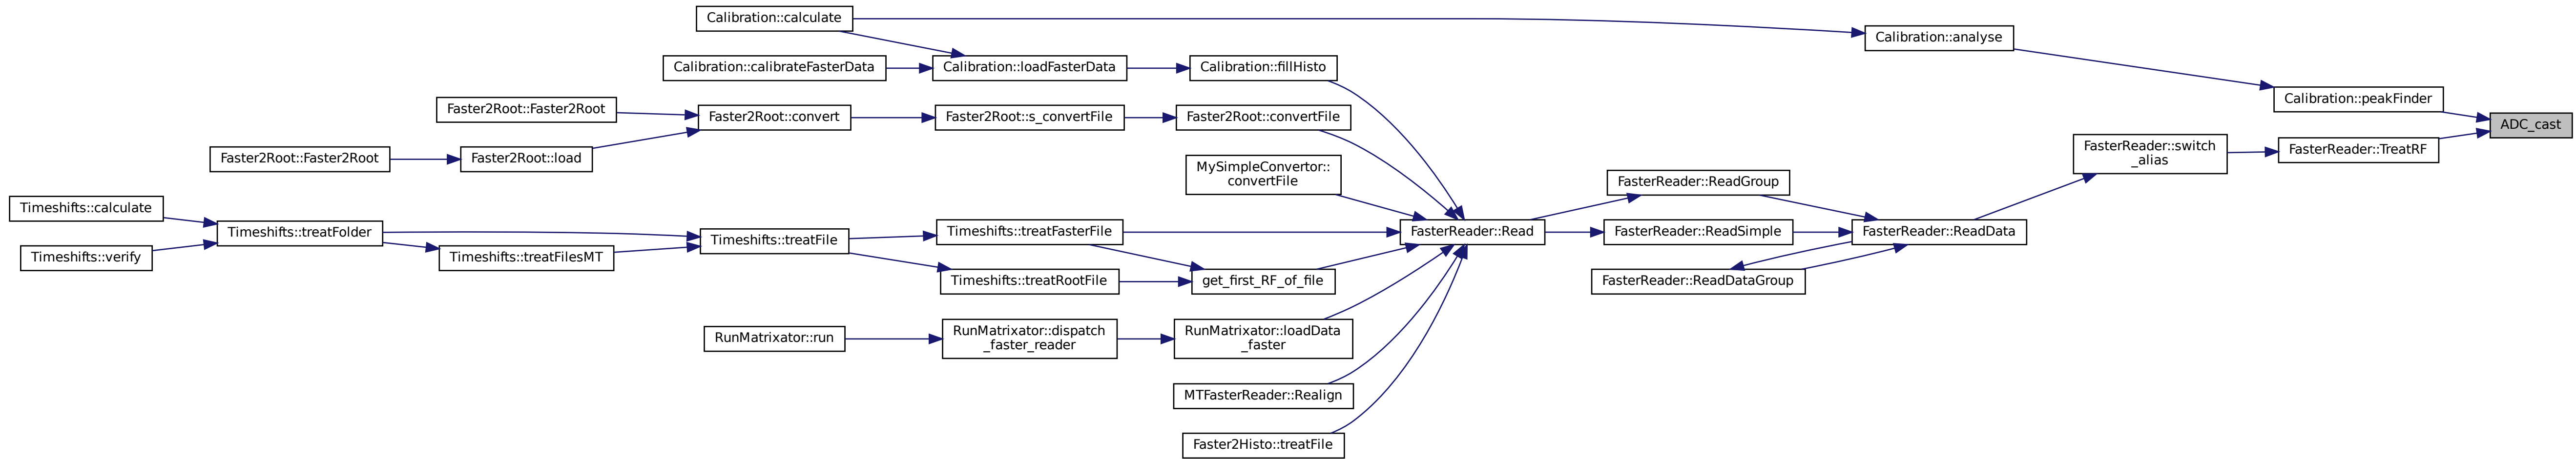 Calibration::calculate
Calibration::analyse
Calibration::calibrateFasterData
Calibration::loadFasterData
Calibration::fillHisto
Calibration::peakFinder
ADC_cast
Faster2Root::Faster2Root
Faster2Root::convert
Faster2Root::s_convertFile
Faster2Root::convertFile
FasterReader::switch
_alias
FasterReader::TreatRF
Faster2Root::Faster2Root
Faster2Root::load
MySimpleConvertor::
convertFile
FasterReader::ReadGroup
Timeshifts::calculate
Timeshifts::treatFolder
Timeshifts::treatFile
Timeshifts::treatFasterFile
FasterReader::Read
FasterReader::ReadSimple
FasterReader::ReadData
Timeshifts::verify
Timeshifts::treatFilesMT
Timeshifts::treatRootFile
get_first_RF_of_file
FasterReader::ReadDataGroup
RunMatrixator::run
RunMatrixator::dispatch
_faster_reader
RunMatrixator::loadData
_faster
MTFasterReader::Realign
Faster2Histo::treatFile